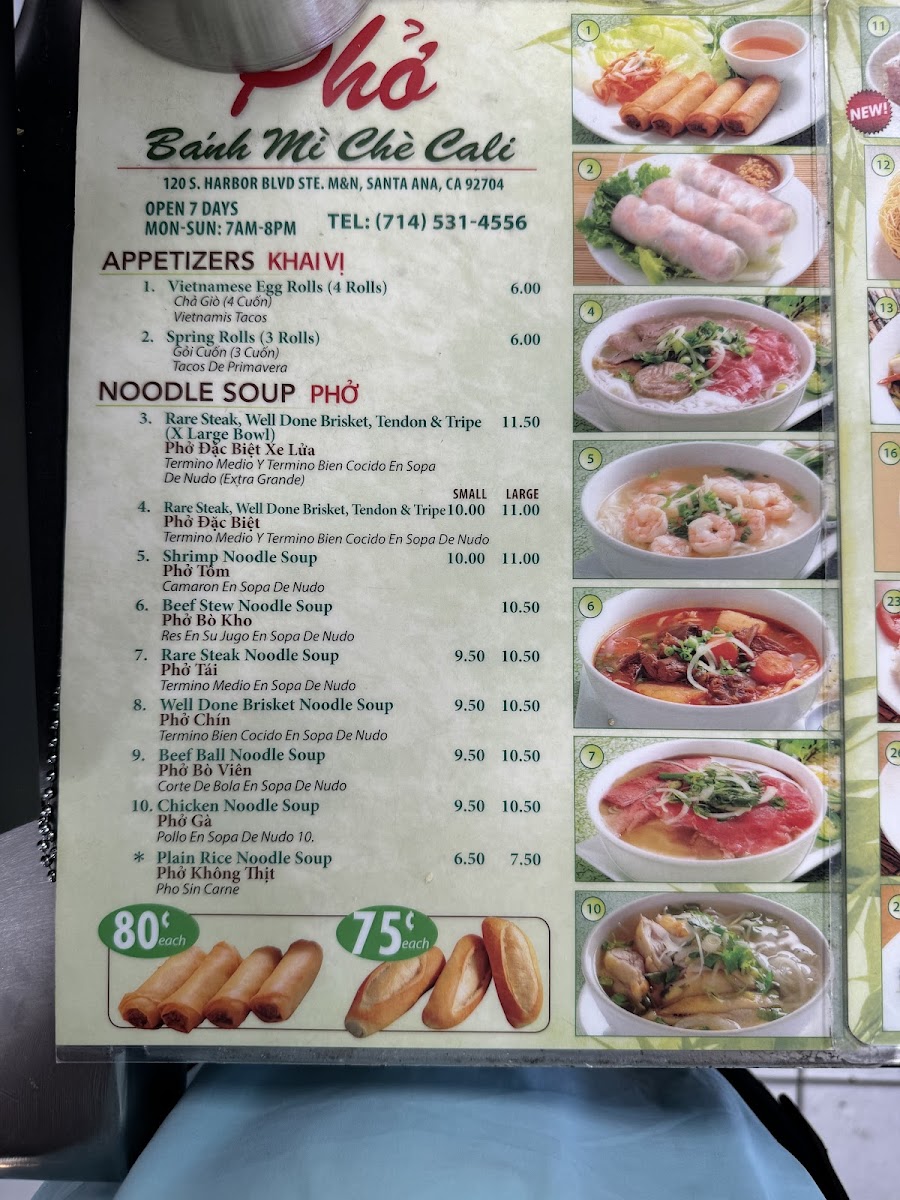 Phở
Bánh Mì Chè Cali
120 S. HARBOR BLVD STE. M&N, SANTA ANA, CA 92704
OPEN 7 DAYS
MON-SUN: 7AM-8PM
TEL: (714) 531-4556
APPETIZERS KHAI VỊ
1. Vietnamese Egg Rolls (4 Rolls) 6.00
Chả Giò (4 Cuốn)
Vietnamis Tacos
2. Spring Rolls (3 Rolls) 6.00
Gỏi Cuốn (3 Cuốn)
Tacos De Primavera
NOODLE SOUP PHỞ
3. Rare Steak, Well Done Brisket, Tendon & Tripe 11.50
(X Large Bowl)
Phở Đặc Biệt Xe Lửa
Termino Medio Y Termino Bien Cocido En Sopa
De Nudo (Extra Grande)
SMALL LARGE
4. Rare Steak, Well Done Brisket, Tendon & Tripe 10.00 11.00
Phở Đặc Biệt
Termino Medio Y Termino Bien Cocido En Sopa De Nudo
5. Shrimp Noodle Soup 10.00 11.00
Phở Tôm
Camaron En Sopa De Nudo
6. Beef Stew Noodle Soup 10.50
Phở Bò Kho
Res En Su Jugo En Sopa De Nudo
7. Rare Steak Noodle Soup 9.50 10.50
Phở Tái
Termino Medio En Sopa De Nudo
8. Well Done Brisket Noodle Soup 9.50 10.50
Phở Chín
Termino Bien Cocido En Sopa De Nudo
9. Beef Ball Noodle Soup 9.50 10.50
Phở Bò Viên
Corte De Bola En Sopa De Nudo
10. Chicken Noodle Soup 9.50 10.50
Phở Gà
Pollo En Sopa De Nudo 10.
* Plain Rice Noodle Soup 6.50 7.50
Phở Không Thịt
Pho Sin Carne
80¢ each
75¢ each
1
2
4
5
6
7
10
11
NEW!
12
13
16
23